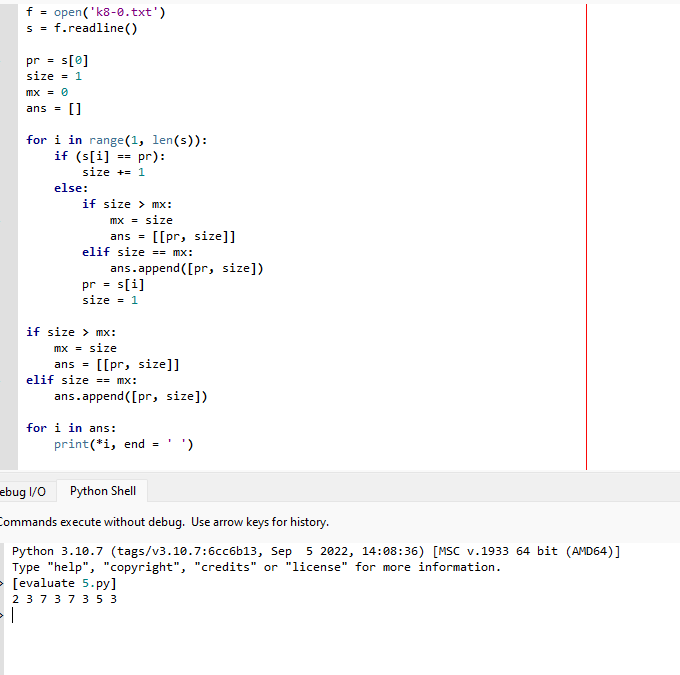 f = open('k8-0.txt')
s = f.readline()
pr = s[0]
size = 1
mx = 0
ans = []
for i in range(1, len(s)):
    if (s[i] == pr):
        size += 1
    else:
        if size > mx:
            mx = size
            ans = [[pr, size]]
        elif size == mx:
            ans.append([pr, size])
        pr = s[i]
        size = 1
if size > mx:
    mx = size
    ans = [[pr, size]]
elif size == mx:
    ans.append([pr, size])
for i in ans:
    print(*i, end = ' ')
ebug I/O Python Shell
Commands execute without debug. Use arrow keys for history.
Python 3.10.7 (tags/v3.10.7:6cc6b13, Sep  5 2022, 14:08:36) [MSC v.1933 64 bit (AMD64)]
Type "help", "copyright", "credits" or "license" for more information.
> [evaluate 5.py]
2 3 7 3 7 3 5 3
>